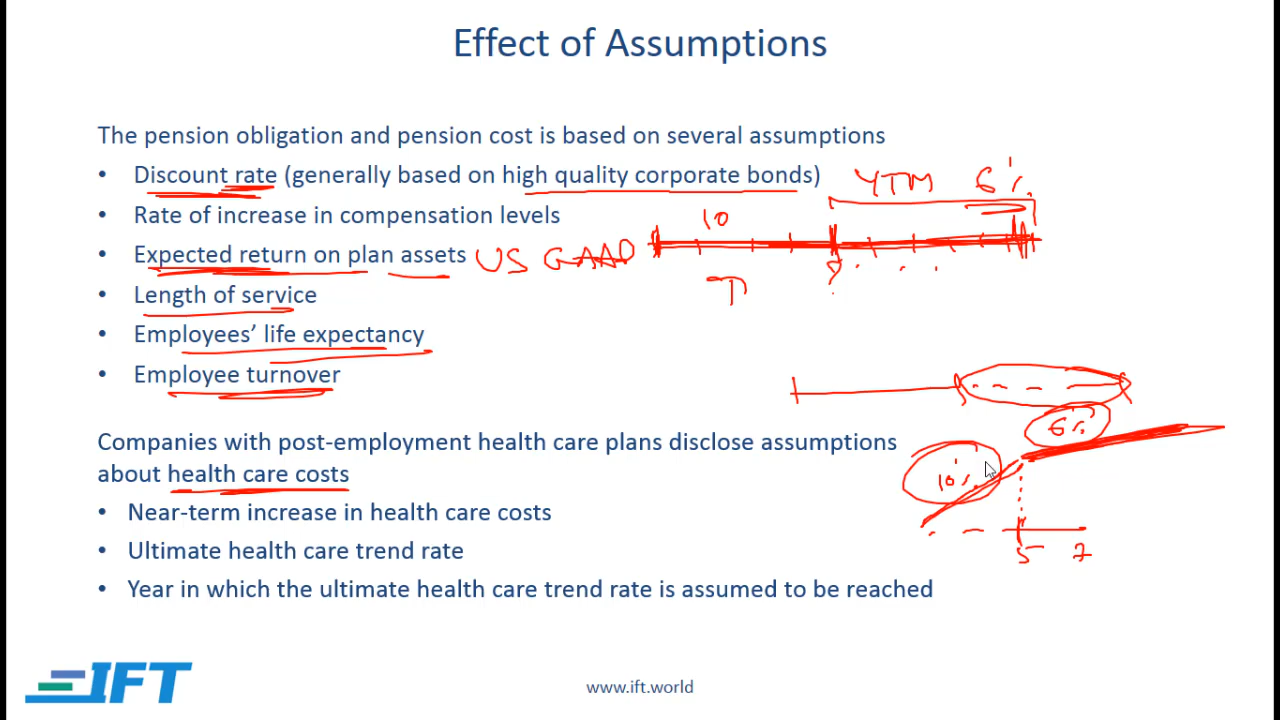 Effect of Assumptions
The pension obligation and pension cost is based on several assumptions
• Discount rate (generally based on high quality corporate bonds)
YTM 6%
• Rate of increase in compensation levels
10
• Expected return on plan assets US GAAP
• Length of service
• Employees' life expectancy
• Employee turnover
6%
Companies with post-employment health care plans disclose assumptions
about health care costs
10%
• Near-term increase in health care costs
• Ultimate health care trend rate
5 7
• Year in which the ultimate health care trend rate is assumed to be reached
IFT
www.ift.world